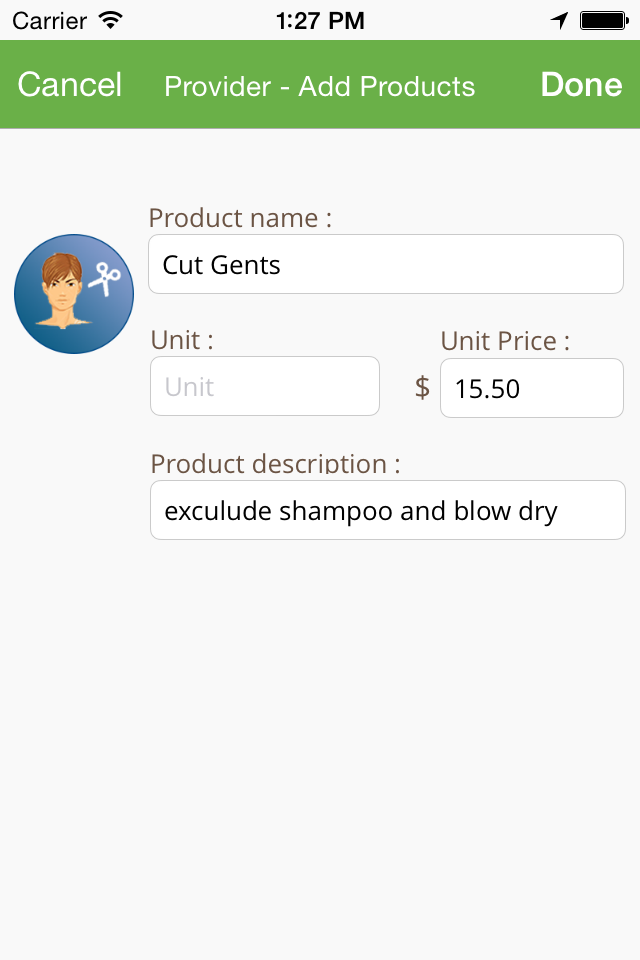 Carrier 1:27 PM
Cancel Provider - Add Products Done
Product name :
Cut Gents
Unit : Unit Price :
Unit $ 15.50
Product description :
exculude shampoo and blow dry